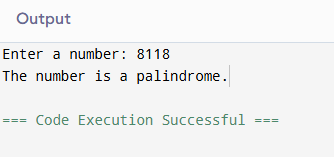 Output
Enter a number: 8118
The number is a palindrome.
=== Code Execution Successful ===